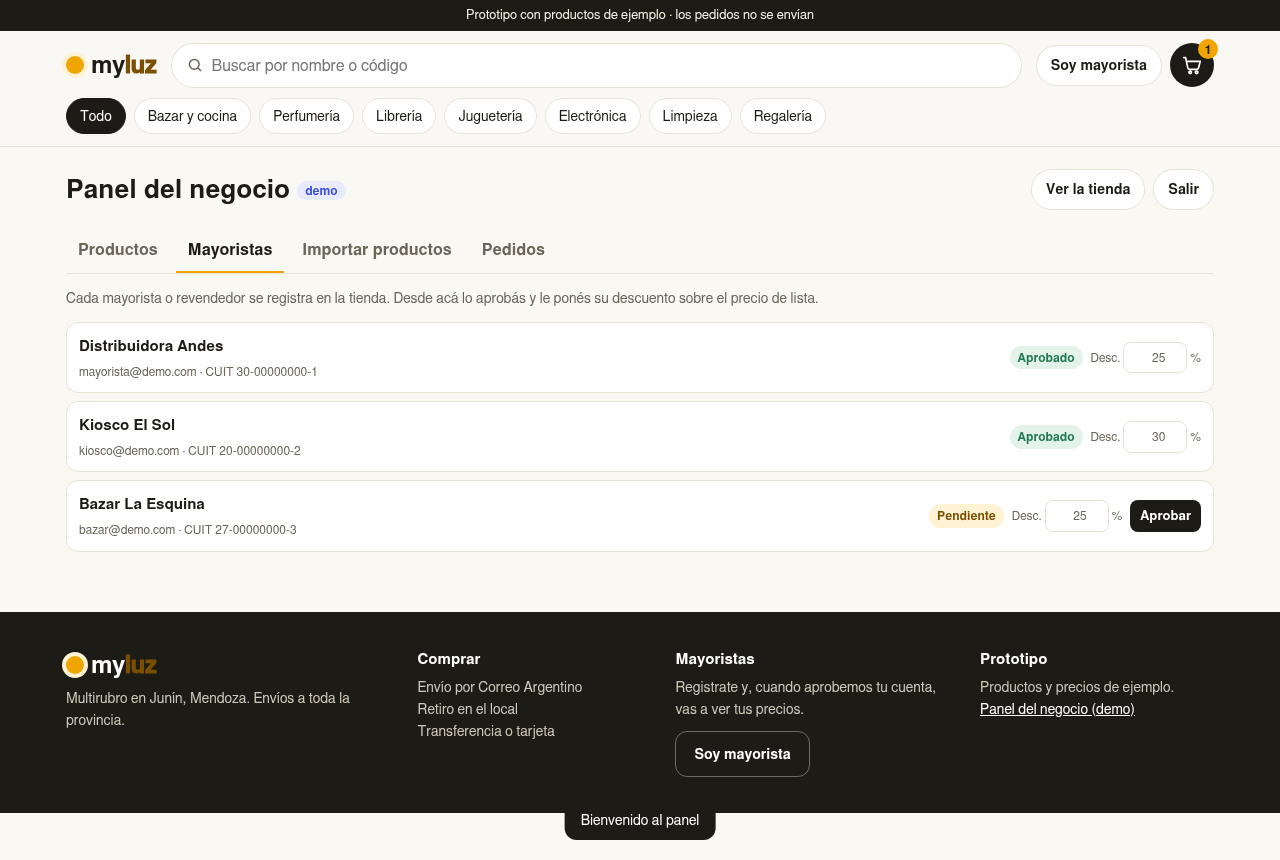 Prototipo con productos de ejemplo · los pedidos no se envían
myluz
Buscar por nombre o código
Soy mayorista
1
Todo
Bazar y cocina
Perfumería
Librería
Juguetería
Electrónica
Limpieza
Regalería
Panel del negocio demo
Ver la tienda
Salir
Productos
Mayoristas
Importar productos
Pedidos
Cada mayorista o revendedor se registra en la tienda. Desde acá lo aprobás y le ponés su descuento sobre el precio de lista.
Distribuidora Andes
mayorista@demo.com · CUIT 30-00000000-1
Aprobado Desc. 25 %
Kiosco El Sol
kiosco@demo.com · CUIT 20-00000000-2
Aprobado Desc. 30 %
Bazar La Esquina
bazar@demo.com · CUIT 27-00000000-3
Pendiente Desc. 25 % Aprobar
myluz
Multirubro en Junín, Mendoza. Envíos a toda la
provincia.
Comprar
Envío por Correo Argentino
Retiro en el local
Transferencia o tarjeta
Mayoristas
Registrate y, cuando aprobemos tu cuenta,
vas a ver tus precios.
Soy mayorista
Prototipo
Productos y precios de ejemplo.
Panel del negocio (demo)
Bienvenido al panel